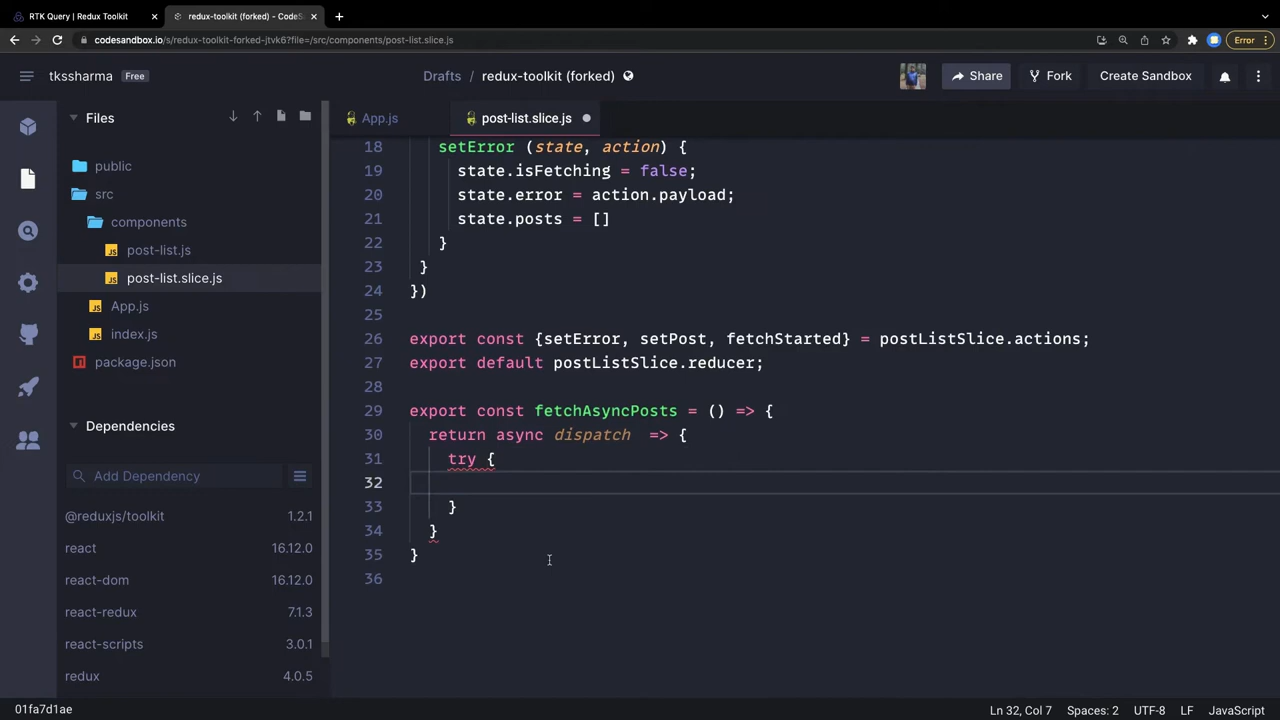 RTK Query | Redux Toolkit
redux-toolkit (forked) - CodeS
codesandbox.io/s/redux-toolkit-forked-jtvk6?file=/src/components/post-list.slice.js
Error
tkssharma Free
Drafts / redux-toolkit (forked)
Share
Fork
Create Sandbox
Files
public
src
components
post-list.js
post-list.slice.js
App.js
index.js
package.json
Dependencies
Add Dependency
@reduxjs/toolkit 1.2.1
react 16.12.0
react-dom 16.12.0
react-redux 7.1.3
react-scripts 3.0.1
redux 4.0.5
App.js
post-list.slice.js
18 setError (state, action) {
19 state.isFetching = false;
20 state.error = action.payload;
21 state.posts = []
22 }
23 }
24 })
25
26 export const {setError, setPost, fetchStarted} = postListSlice.actions;
27 export default postListSlice.reducer;
28
29 export const fetchAsyncPosts = () => {
30 return async dispatch  => {
31 try {
32
33 }
34 }
35 }
36
01fa7d1ae
Ln 32, Col 7
Spaces: 2
UTF-8
LF
JavaScript